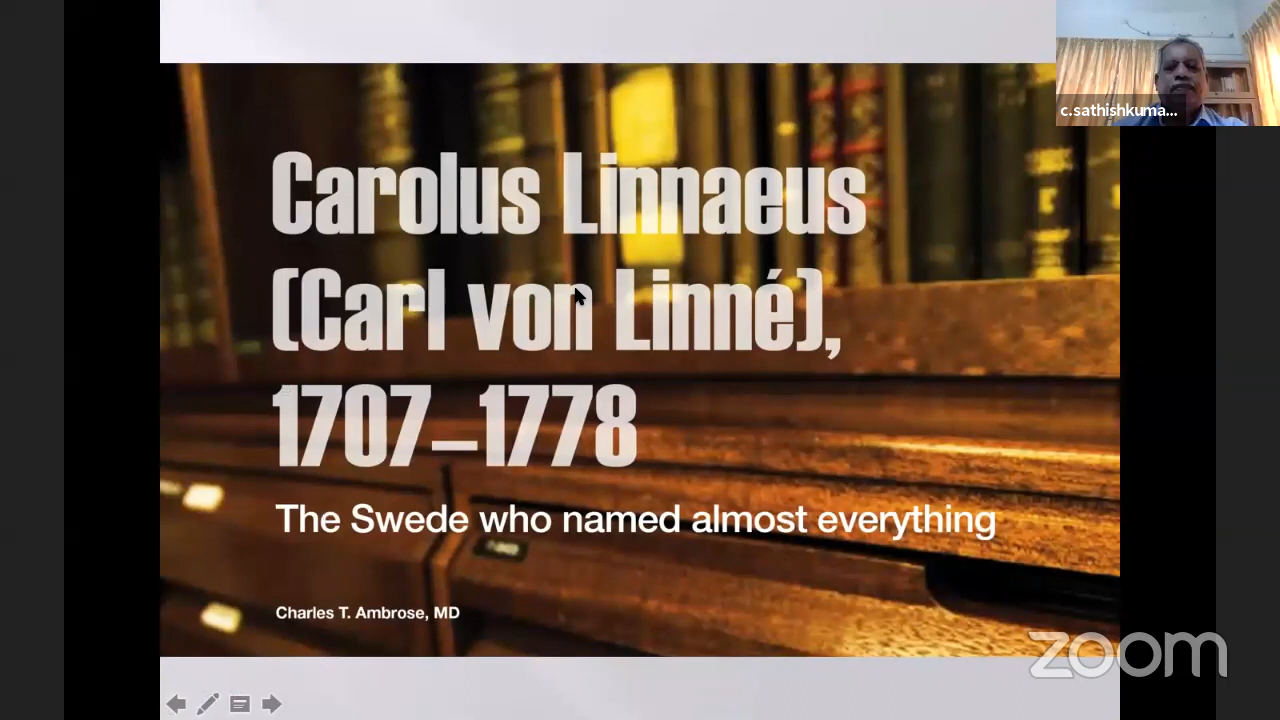 c.sathishkuma...
Carolus Linnaeus
(Carl von Linné),
1707–1778
The Swede who named almost everything
Charles T. Ambrose, MD
zoom